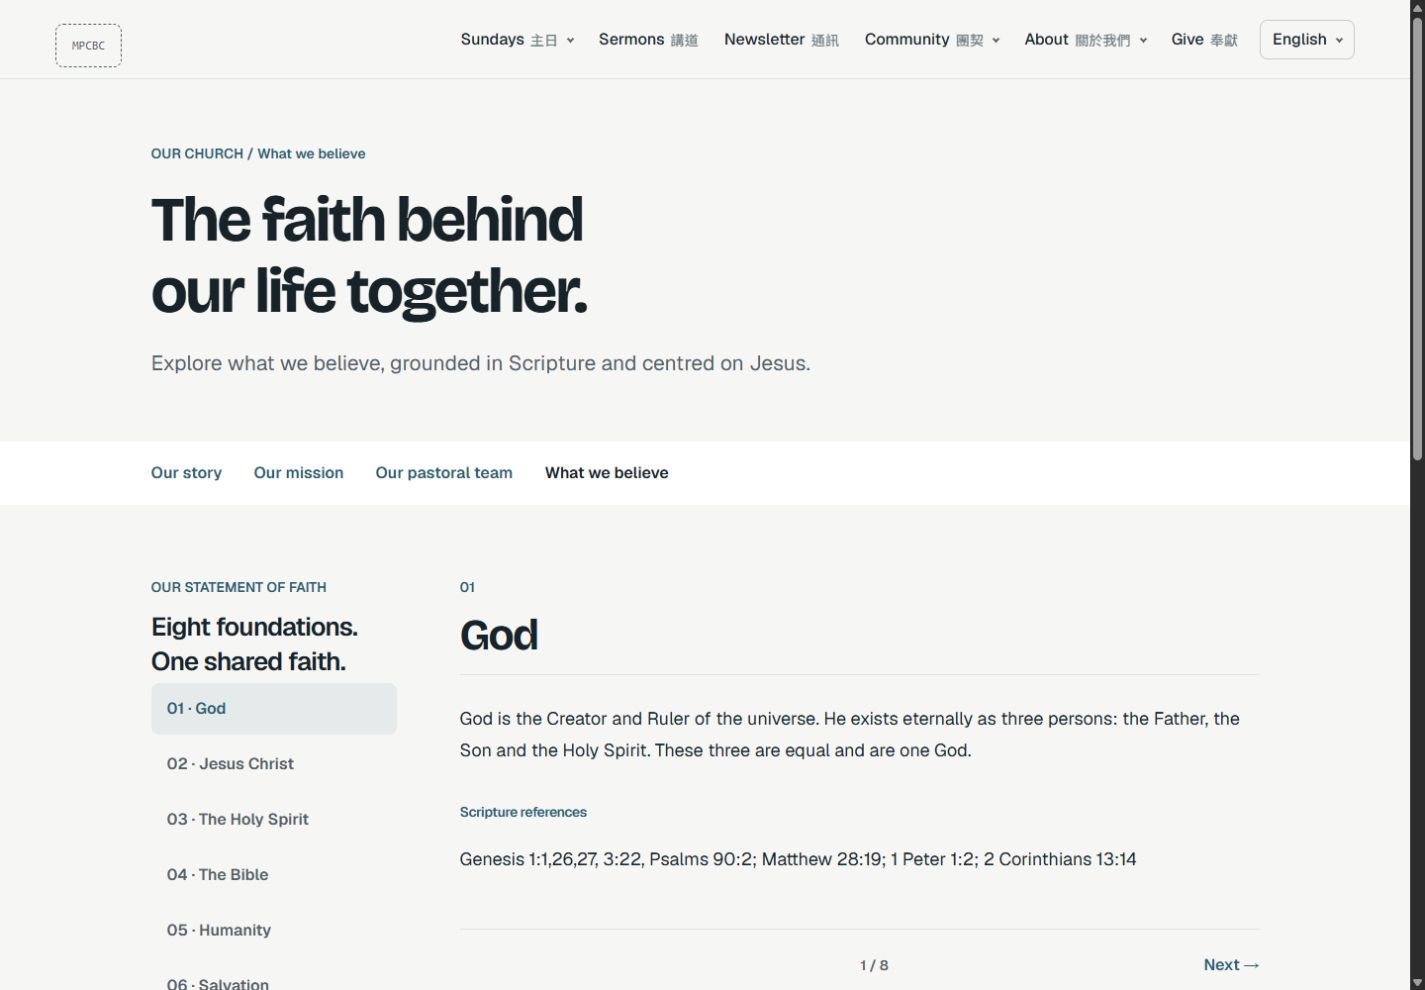 MPCBC
Sundays 主日
Sermons 講道
Newsletter 通訊
Community 團契
About 關於我們
Give 奉獻
English
OUR CHURCH / What we believe
The faith behind
our life together.
Explore what we believe, grounded in Scripture and centred on Jesus.
Our story
Our mission
Our pastoral team
What we believe
OUR STATEMENT OF FAITH
Eight foundations.
One shared faith.
01 · God
02 · Jesus Christ
03 · The Holy Spirit
04 · The Bible
05 · Humanity
06 · Salvation
01
God
God is the Creator and Ruler of the universe. He exists eternally as three persons: the Father, the
Son and the Holy Spirit. These three are equal and are one God.
Scripture references
Genesis 1:1,26,27, 3:22, Psalms 90:2; Matthew 28:19; 1 Peter 1:2; 2 Corinthians 13:14
1 / 8
Next →